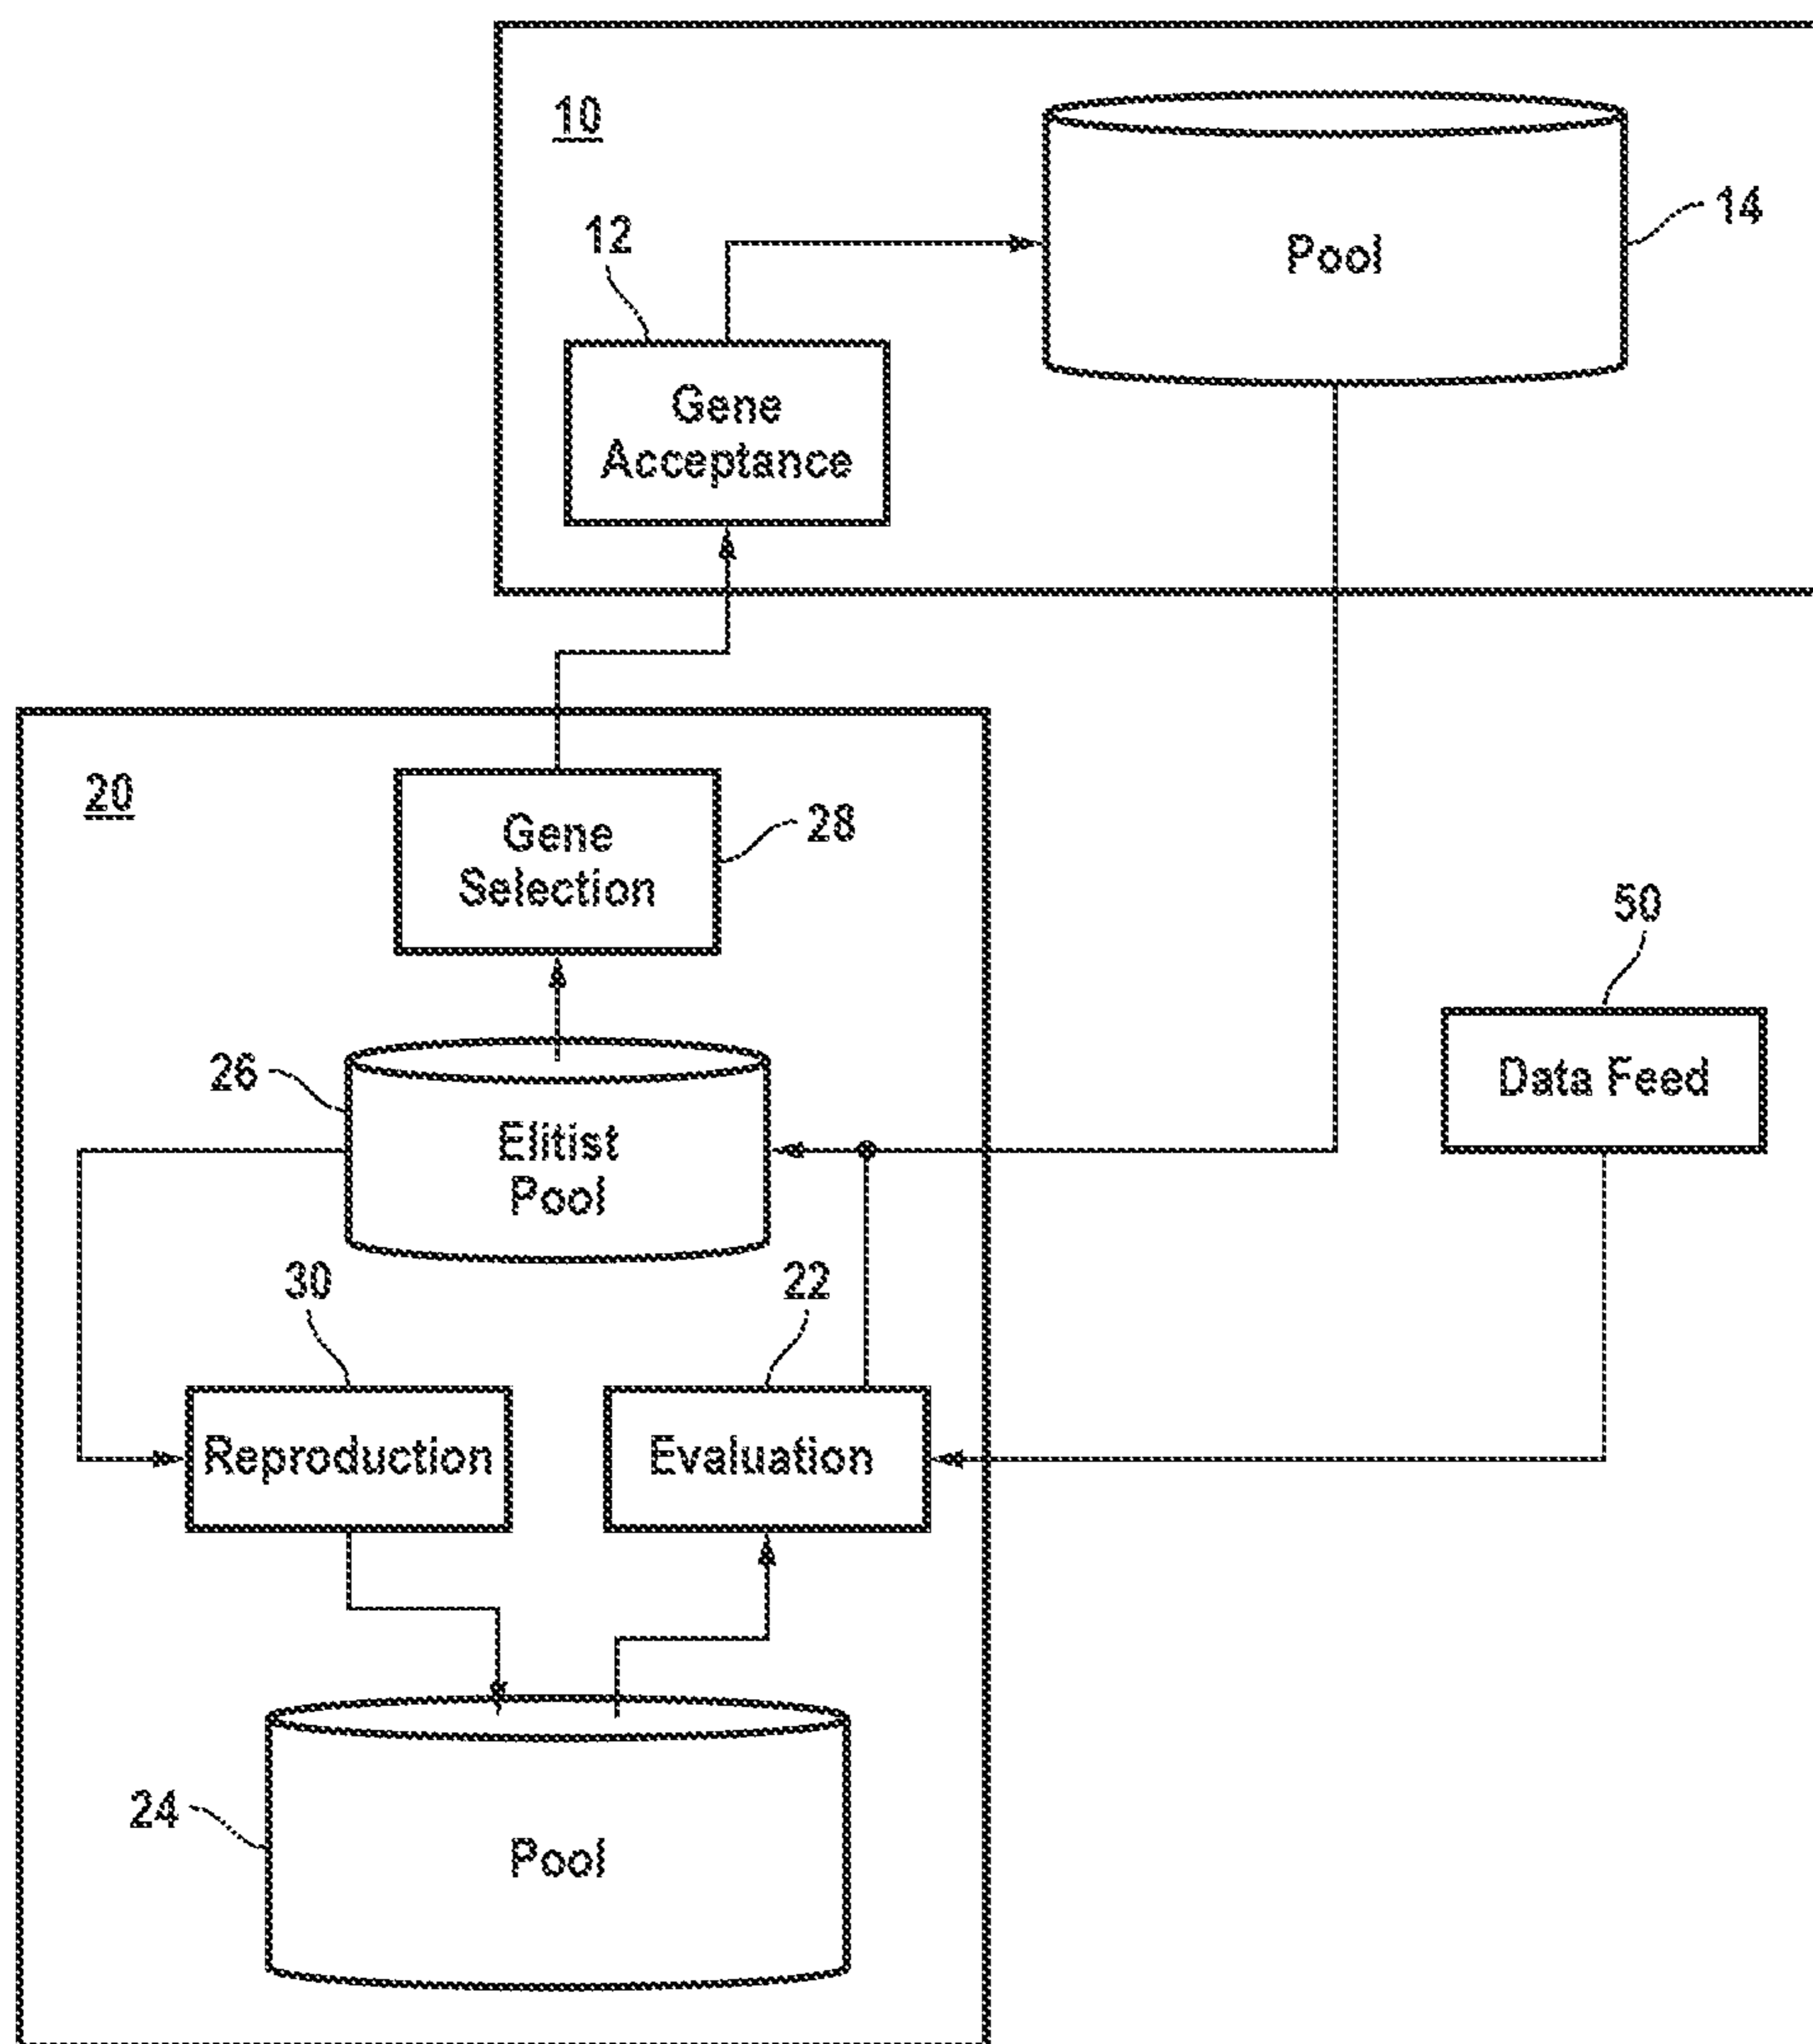 10
14
12
Pool
Gene
Acceptance
20
Gene
Selection
28
50
Data Feed
26
Elitist
Pool
30
22
Reproduction
Evaluation
24
Pool